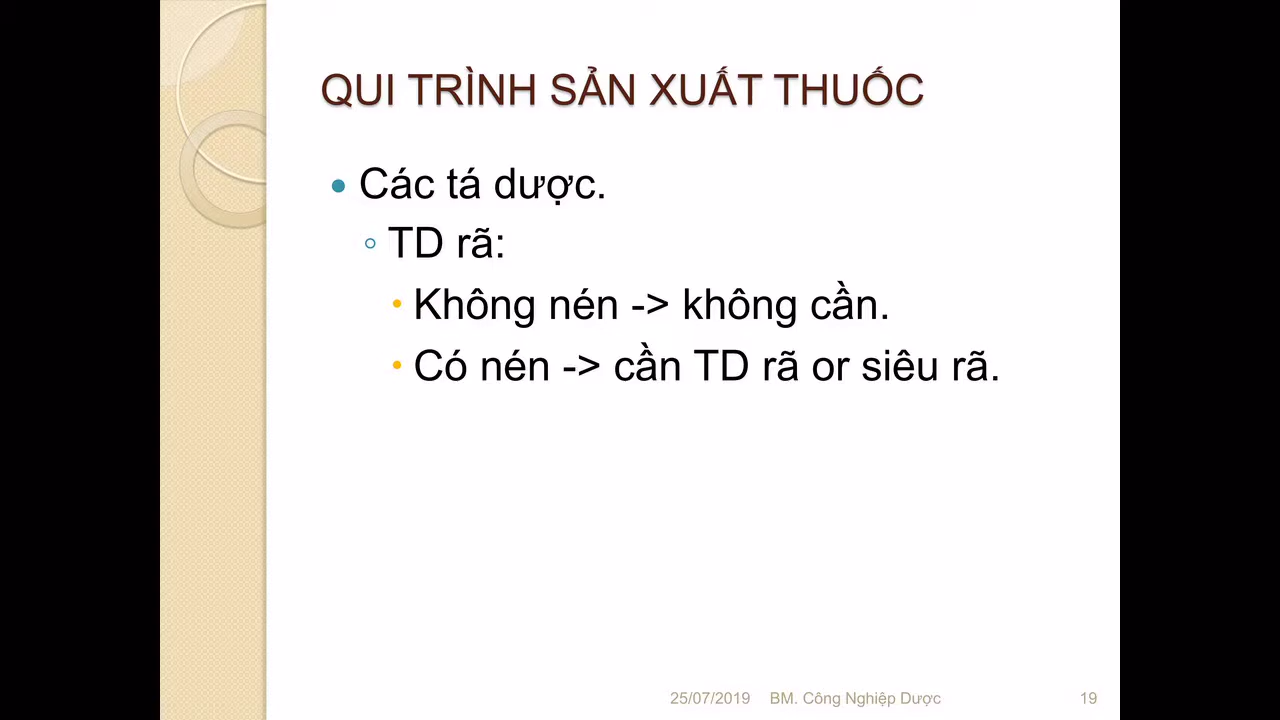 QUI TRÌNH SẢN XUẤT THUỐC
Các tá dược.
TD rã:
Không nén -> không cần.
Có nén -> cần TD rã or siêu rã.
25/07/2019 BM. Công Nghiệp Dược 19